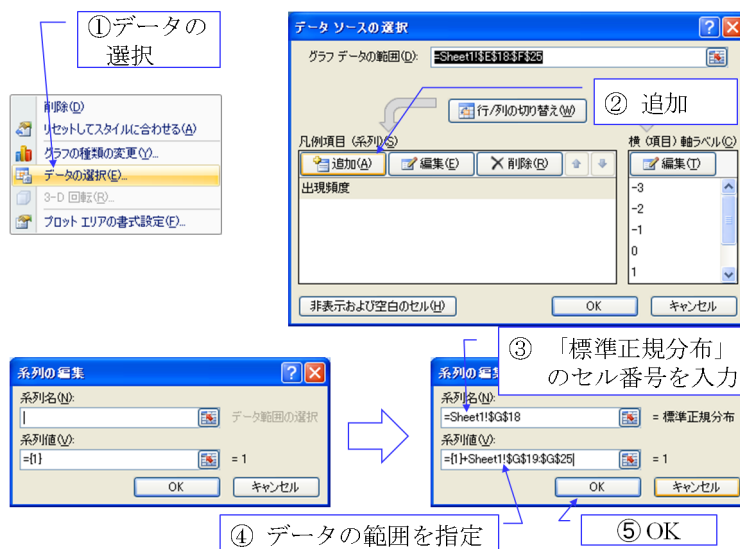 ①データの
選択
データ ソースの選択
グラフ データの範囲(D): =Sheet1!$E$18:$F$25
② 追加
行/列の切り替え(W)
削除(D)
リセットしてスタイルに合わせる(A)
グラフの種類の変更(Y)...
データの選択(E)...
3-D 回転(R)...
プロット エリアの書式設定(F)...
凡例項目 (系列)(S)
横 (項目) 軸ラベル(C)
追加(A) 編集(E) 削除(R)
編集(T)
出現頻度
-3
-2
-1
0
1
非表示および空白のセル(H) OK キャンセル
③ 「標準正規分布」
のセル番号を入力
系列の編集
系列名(N):
データ範囲の選択
系列値(V):
={1} = 1
OK キャンセル
系列の編集
系列名(N):
=Sheet1!$G$18 = 標準正規分布
系列値(V):
={1}+Sheet1!$G$19:$G$25 = 1
OK キャンセル
④ データの範囲を指定
⑤OK